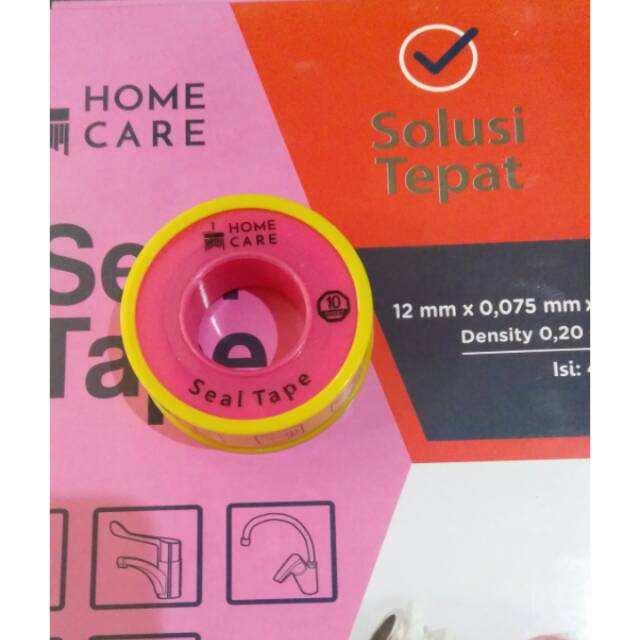 HOME
CARE
Solusi
Tepat
HOME
CARE
10
Seal Tape
12 mm x 0,075 mm x
Density 0,20
Isi: